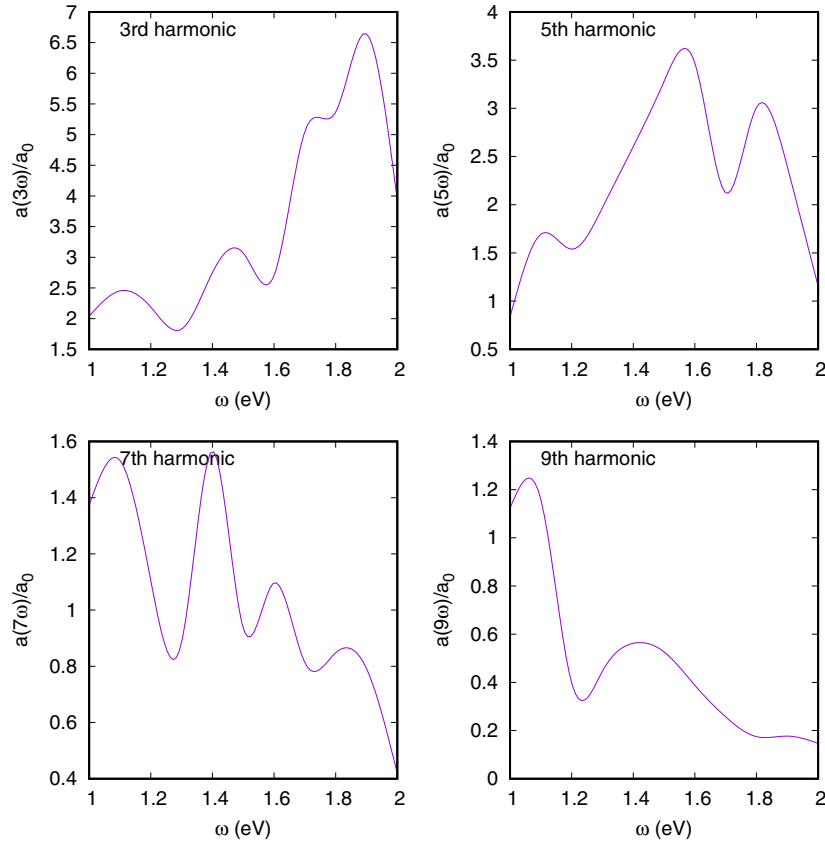 3rd harmonic
7
6.5
6
5.5
5
4.5
4
3.5
3
2.5
2
1.5
a(3ω)/a0
1 1.2 1.4 1.6 1.8 2
ω (eV)
5th harmonic
4
3.5
3
2.5
2
1.5
1
0.5
a(5ω)/a0
1 1.2 1.4 1.6 1.8 2
ω (eV)
7th harmonic
1.6
1.4
1.2
1
0.8
0.6
0.4
a(7ω)/a0
1 1.2 1.4 1.6 1.8 2
ω (eV)
9th harmonic
1.4
1.2
1
0.8
0.6
0.4
0.2
0
a(9ω)/a0
1 1.2 1.4 1.6 1.8 2
ω (eV)